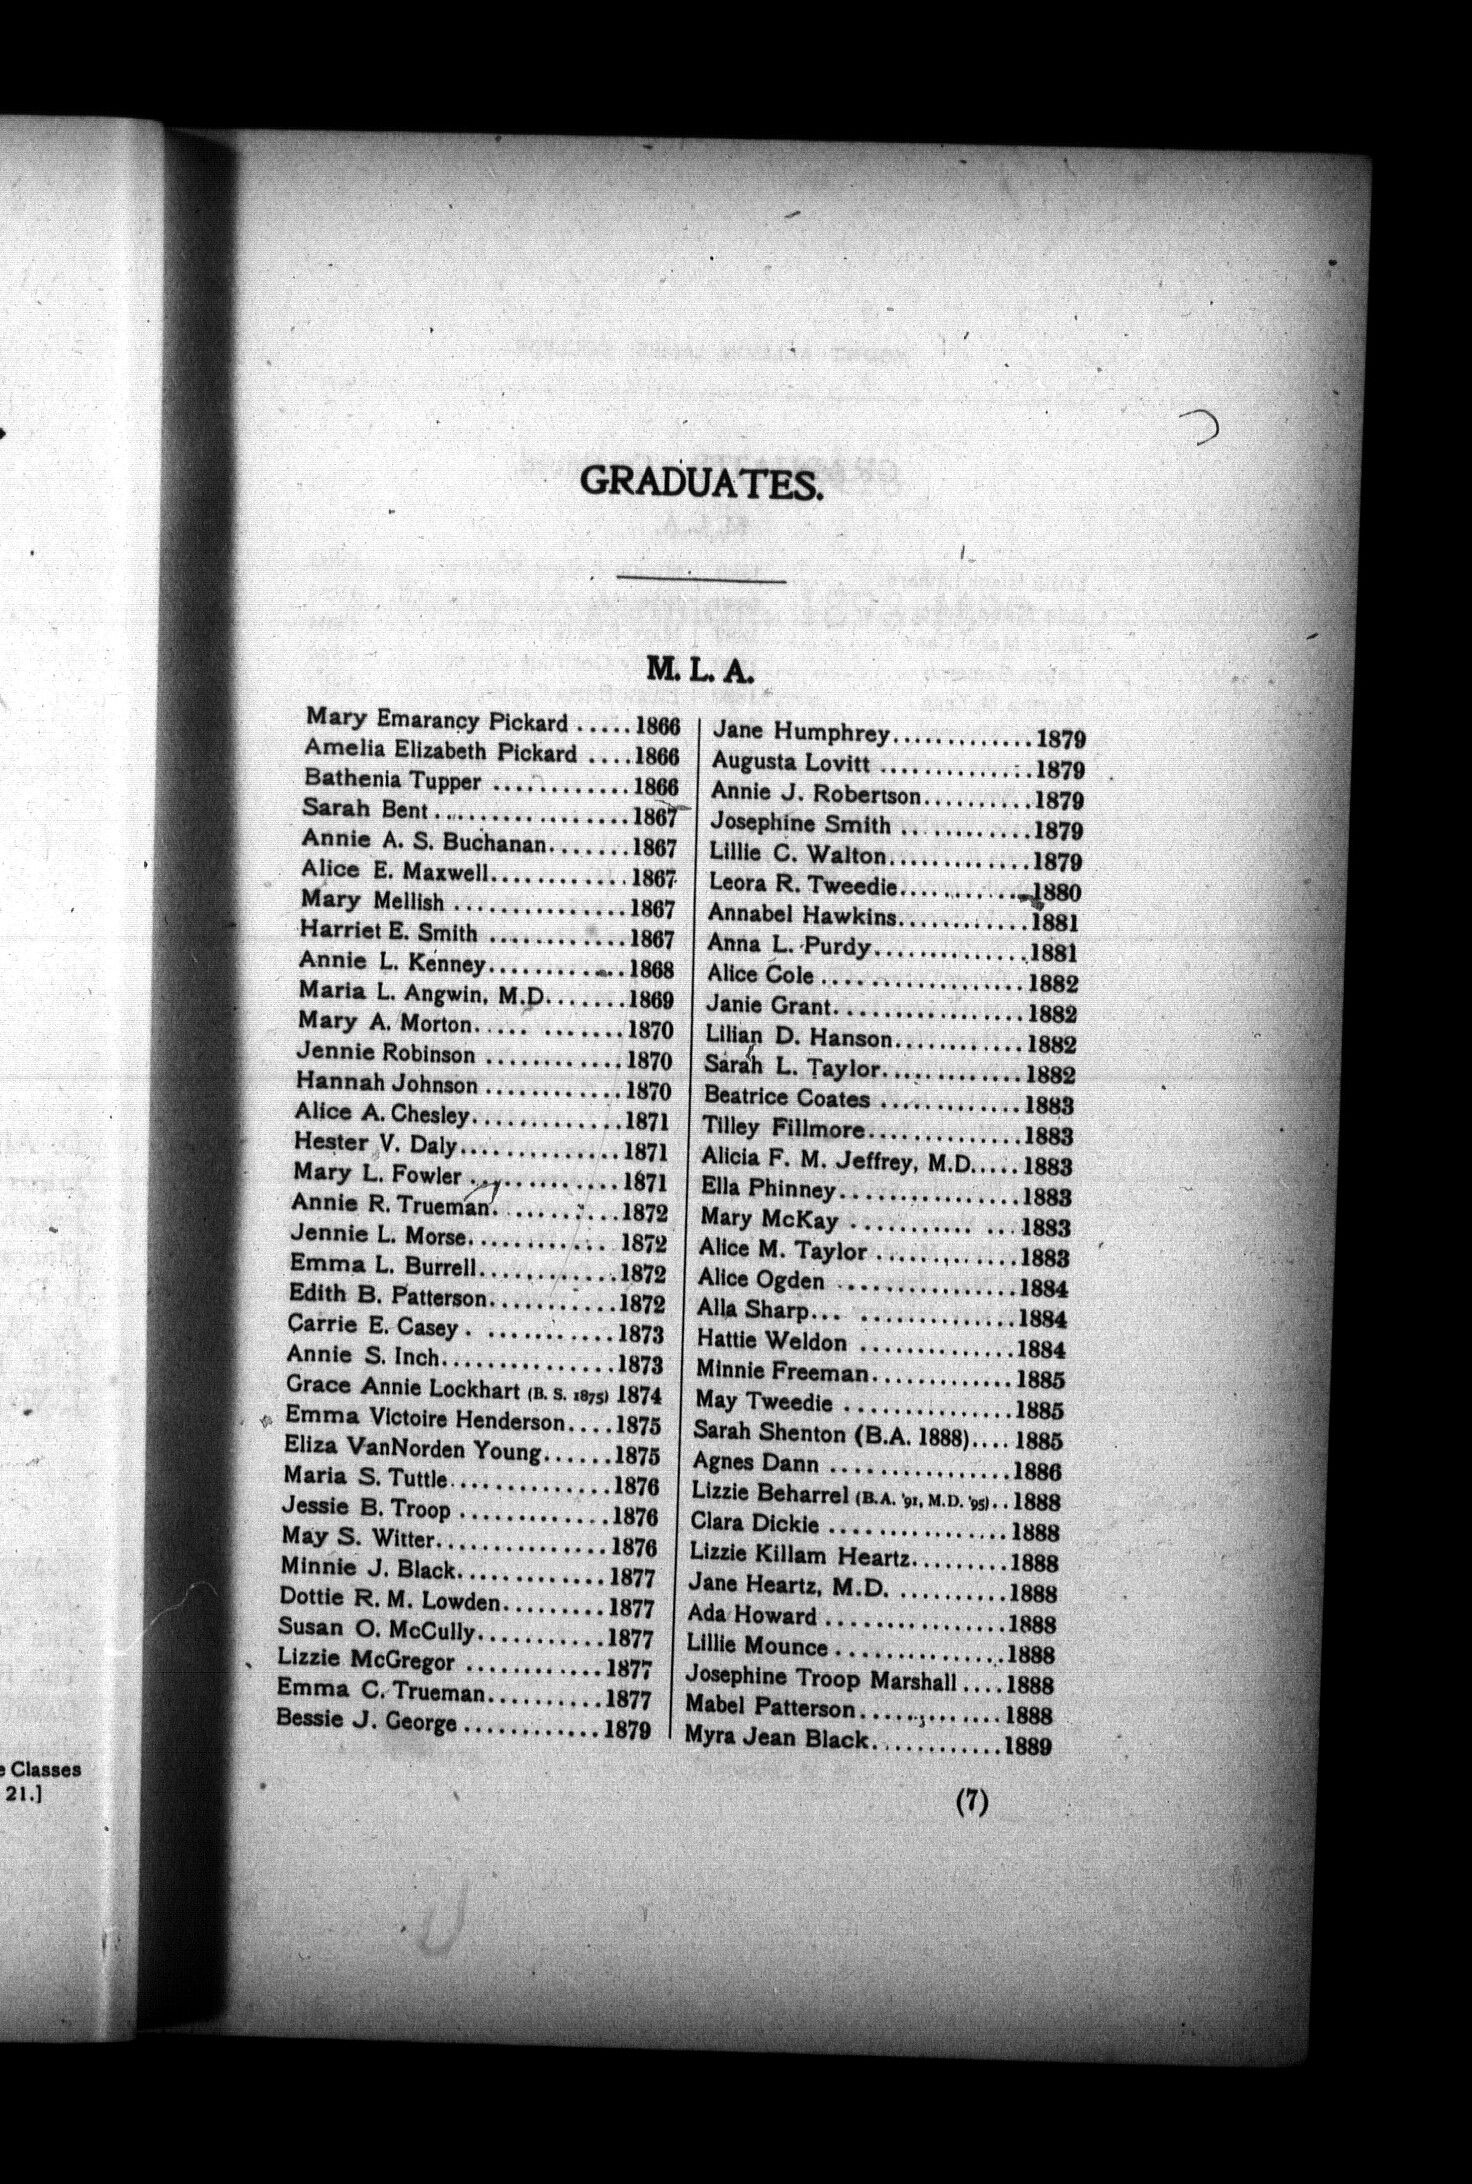 GRADUATES.
M. L. A.
Mary Emarancy Pickard ..... 1866
Amelia Elizabeth Pickard .... 1866
Bathenia Tupper ............ 1866
Sarah Bent ................ 1867
Annie A. S. Buchanan....... 1867
Alice E. Maxwell............ 1867
Mary Mellish ............... 1867
Harriet E. Smith ............ 1867
Annie L. Kenney............ 1868
Maria L. Angwin, M.D....... 1869
Mary A. Morton..... ....... 1870
Jennie Robinson ............ 1870
Hannah Johnson ............ 1870
Alice A. Chesley............. 1871
Hester V. Daly.............. 1871
Mary L. Fowler ............. 1871
Annie R. Trueman........... 1872
Jennie L. Morse............ 1872
Emma L. Burrell............ 1872
Edith B. Patterson........... 1872
Carrie E. Casey . ........... 1873
Annie S. Inch............... 1873
Grace Annie Lockhart (B. S. 1875) 1874
Emma Victoire Henderson.... 1875
Eliza VanNorden Young...... 1875
Maria S. Tuttle.............. 1876
Jessie B. Troop ............. 1876
May S. Witter............... 1876
Minnie J. Black............. 1877
Dottie R. M. Lowden......... 1877
Susan O. McCully........... 1877
Lizzie McGregor ............ 1877
Emma C. Trueman.......... 1877
Bessie J. George ............ 1879
Jane Humphrey............. 1879
Augusta Lovitt ............. 1879
Annie J. Robertson.......... 1879
Josephine Smith ........... 1879
Lillie C. Walton............ 1879
Leora R. Tweedie........... 1880
Annabel Hawkins........... 1881
Anna L. Purdy............. 1881
Alice Cole ................. 1882
Janie Grant................ 1882
Lilian D. Hanson........... 1882
Sarah L. Taylor............. 1882
Beatrice Coates ............ 1883
Tilley Fillmore.............. 1883
Alicia F. M. Jeffrey, M.D..... 1883
Ella Phinney............... 1883
Mary McKay ........... ... 1883
Alice M. Taylor ............. 1883
Alice Ogden ............... 1884
Alla Sharp... ............. 1884
Hattie Weldon ............. 1884
Minnie Freeman............ 1885
May Tweedie .............. 1885
Sarah Shenton (B.A. 1888).... 1885
Agnes Dann ............... 1886
Lizzie Beharrel (B.A. '91, M.D. '95).. 1888
Clara Dickie ............... 1888
Lizzie Killam Heartz......... 1888
Jane Heartz, M.D. .......... 1888
Ada Howard ............... 1888
Lillie Mounce .............. 1888
Josephine Troop Marshall .... 1888
Mabel Patterson............ 1888
Myra Jean Black............ 1889
(7)
e Classes
21.]